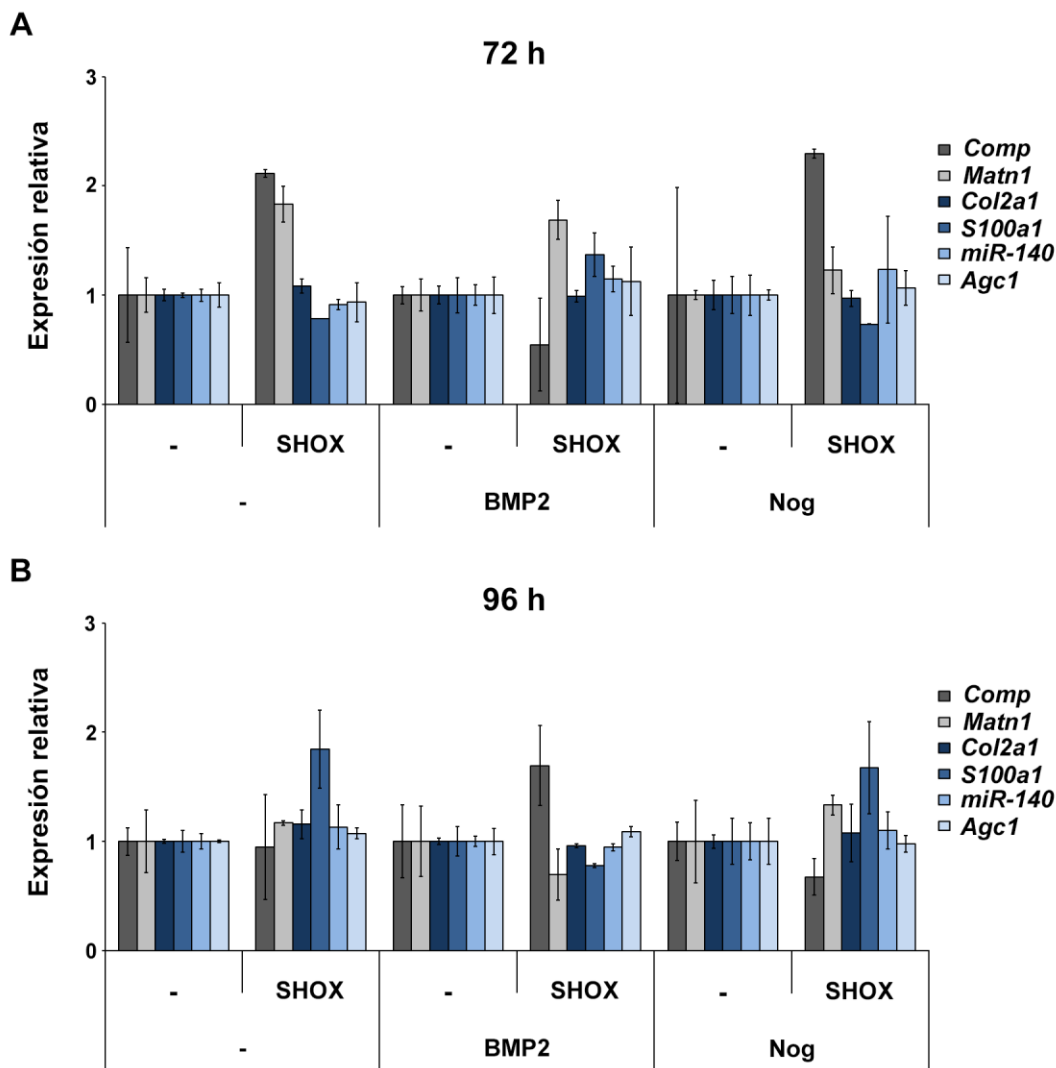 A
72 h
Expresión relativa
3
2
1
0
Comp
Matn1
Col2a1
S100a1
miR-140
Agc1
- SHOX - SHOX - SHOX
- BMP2 Nog
B
96 h
Expresión relativa
3
2
1
0
Comp
Matn1
Col2a1
S100a1
miR-140
Agc1
- SHOX - SHOX - SHOX
- BMP2 Nog